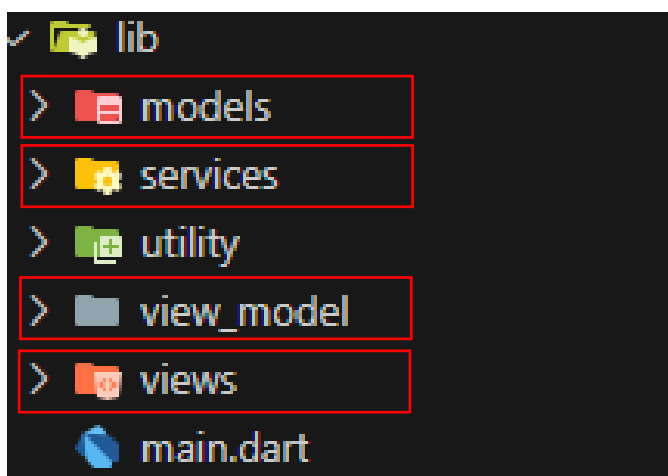 lib
models
services
utility
view_model
views
main.dart